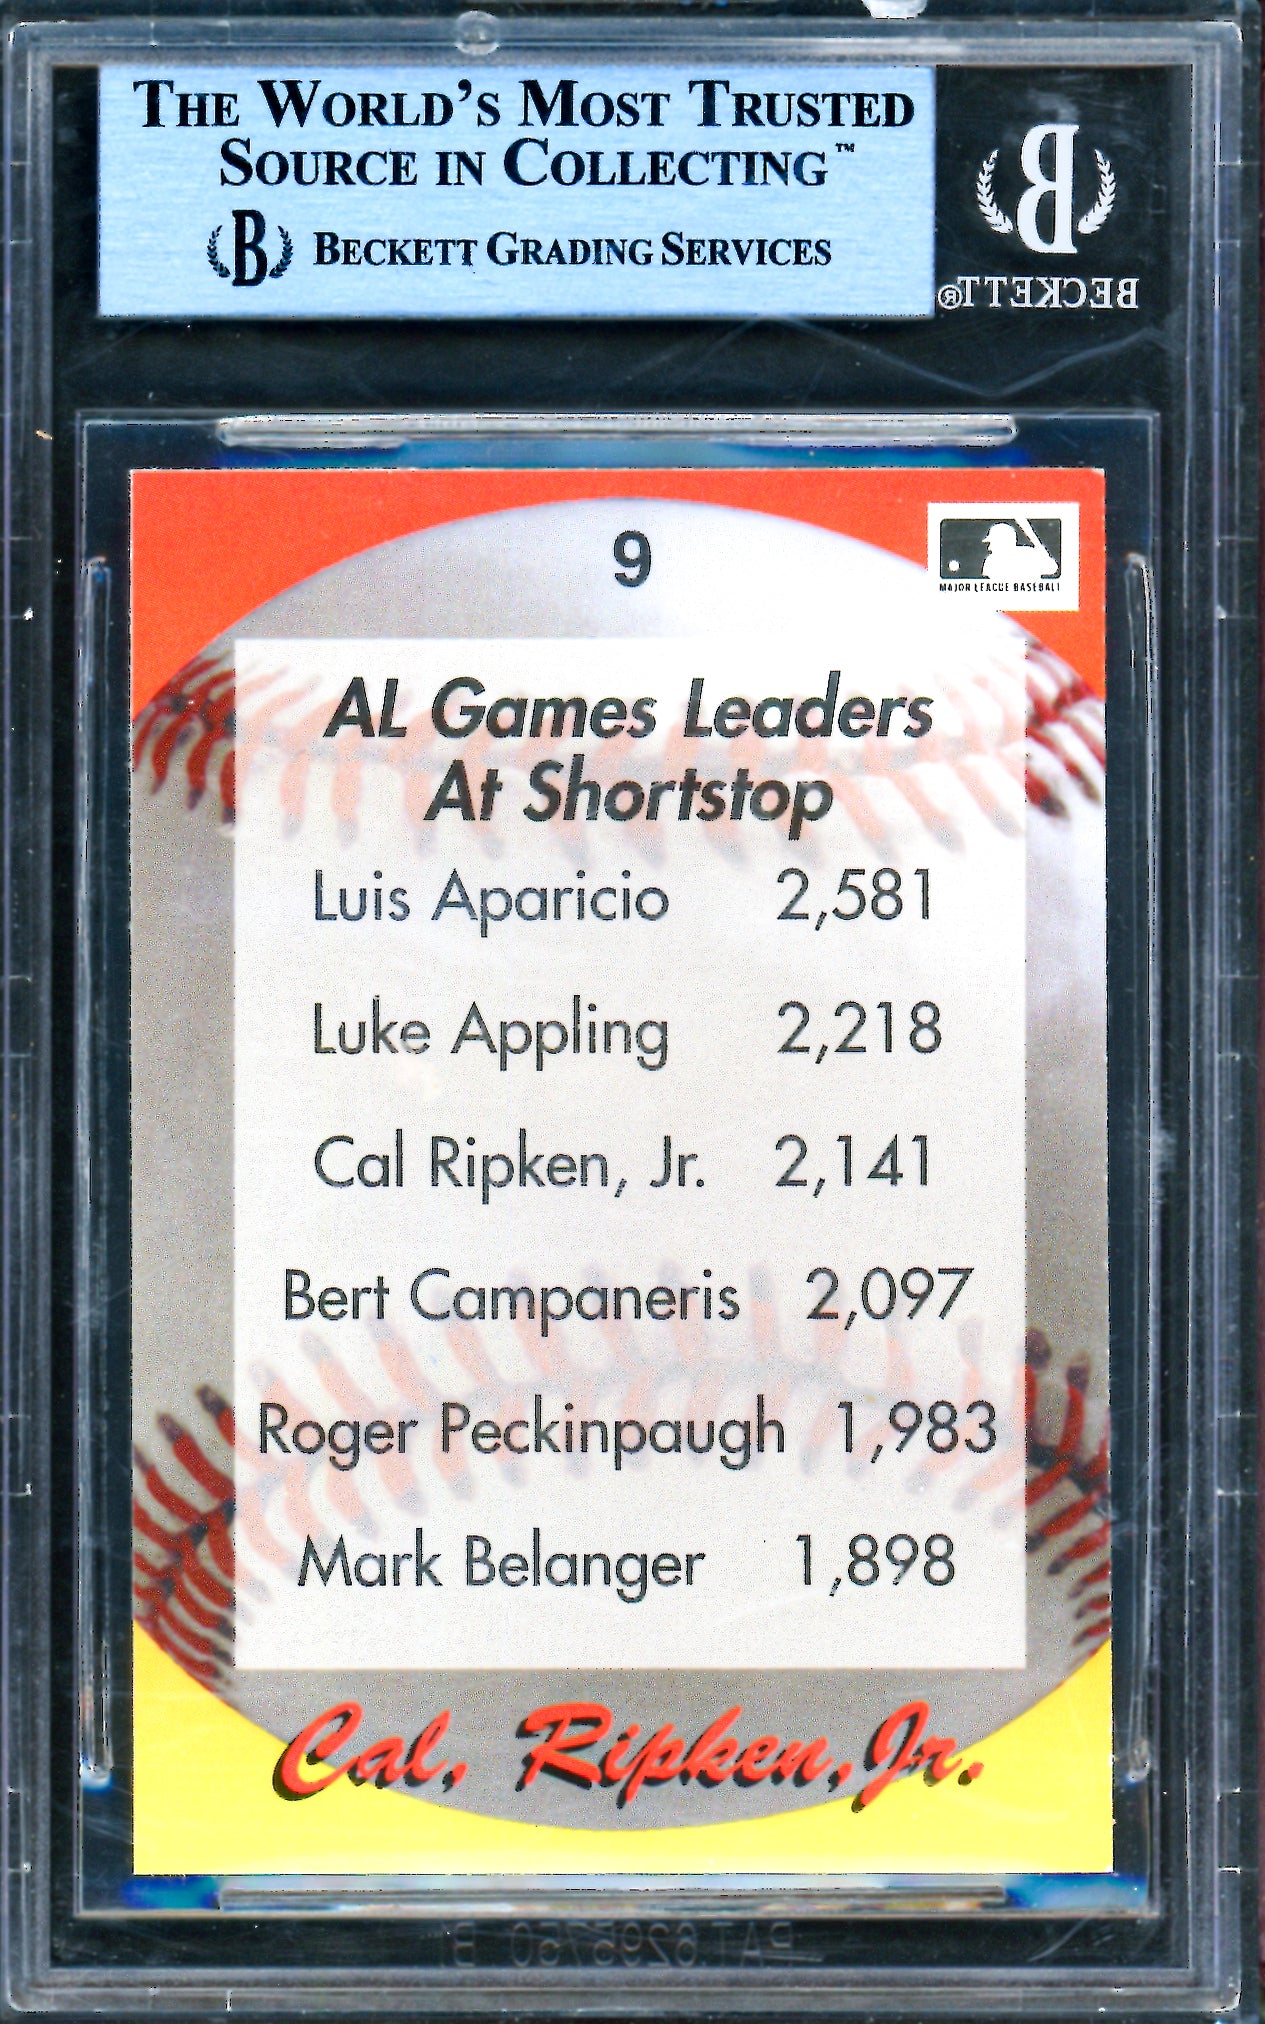 THE WORLD'S MOST TRUSTED
SOURCE IN COLLECTING™
B BECKETT GRADING SERVICES
B
BECKETT®
9
MAJOR LEAGUE BASEBALL
AL Games Leaders
At Shortstop
Luis Aparicio 2,581
Luke Appling 2,218
Cal Ripken, Jr. 2,141
Bert Campaneris 2,097
Roger Peckinpaugh 1,983
Mark Belanger 1,898
Cal, Ripken, Jr.